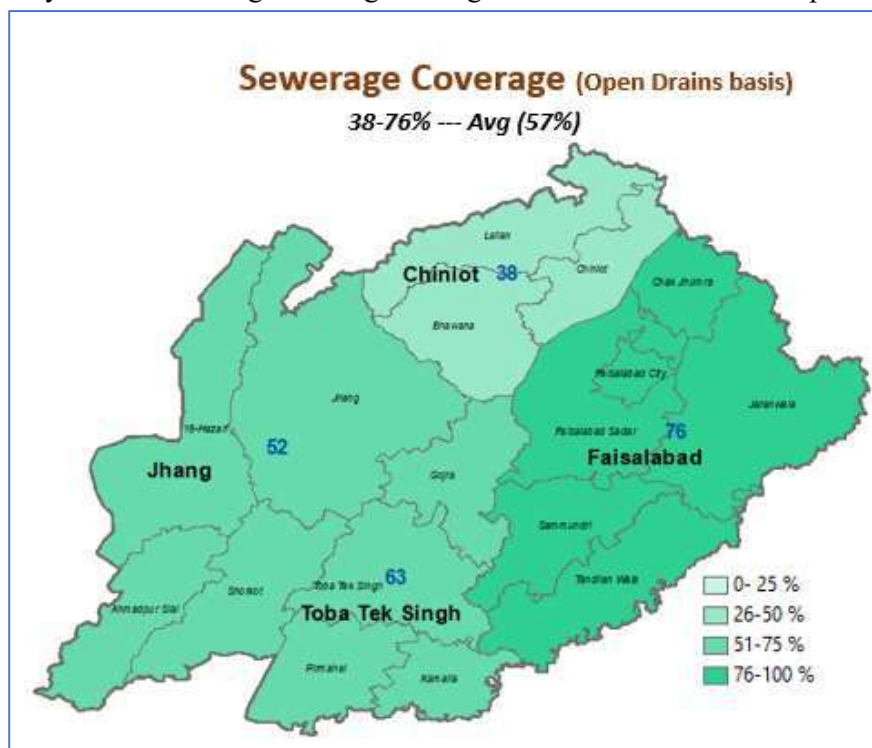 Sewerage Coverage (Open Drains basis)
38-76% --- Avg (57%)
Lalian
Chiniot 38
Chiniot
Bhawana
Chak Jhumra
Faisalabad City
Jaranwala
Jhang
18-Hazari
52
Jhang
Faisalabad Sadar 76
Faisalabad
Gojra
Sammundri
Tandlian Wala
Toba Tek Singh 63
Toba Tek Singh
Shorkot
Ahmadpur Sial
Pirmahal
Kamalia
0- 25 %
26-50 %
51-75 %
76-100 %